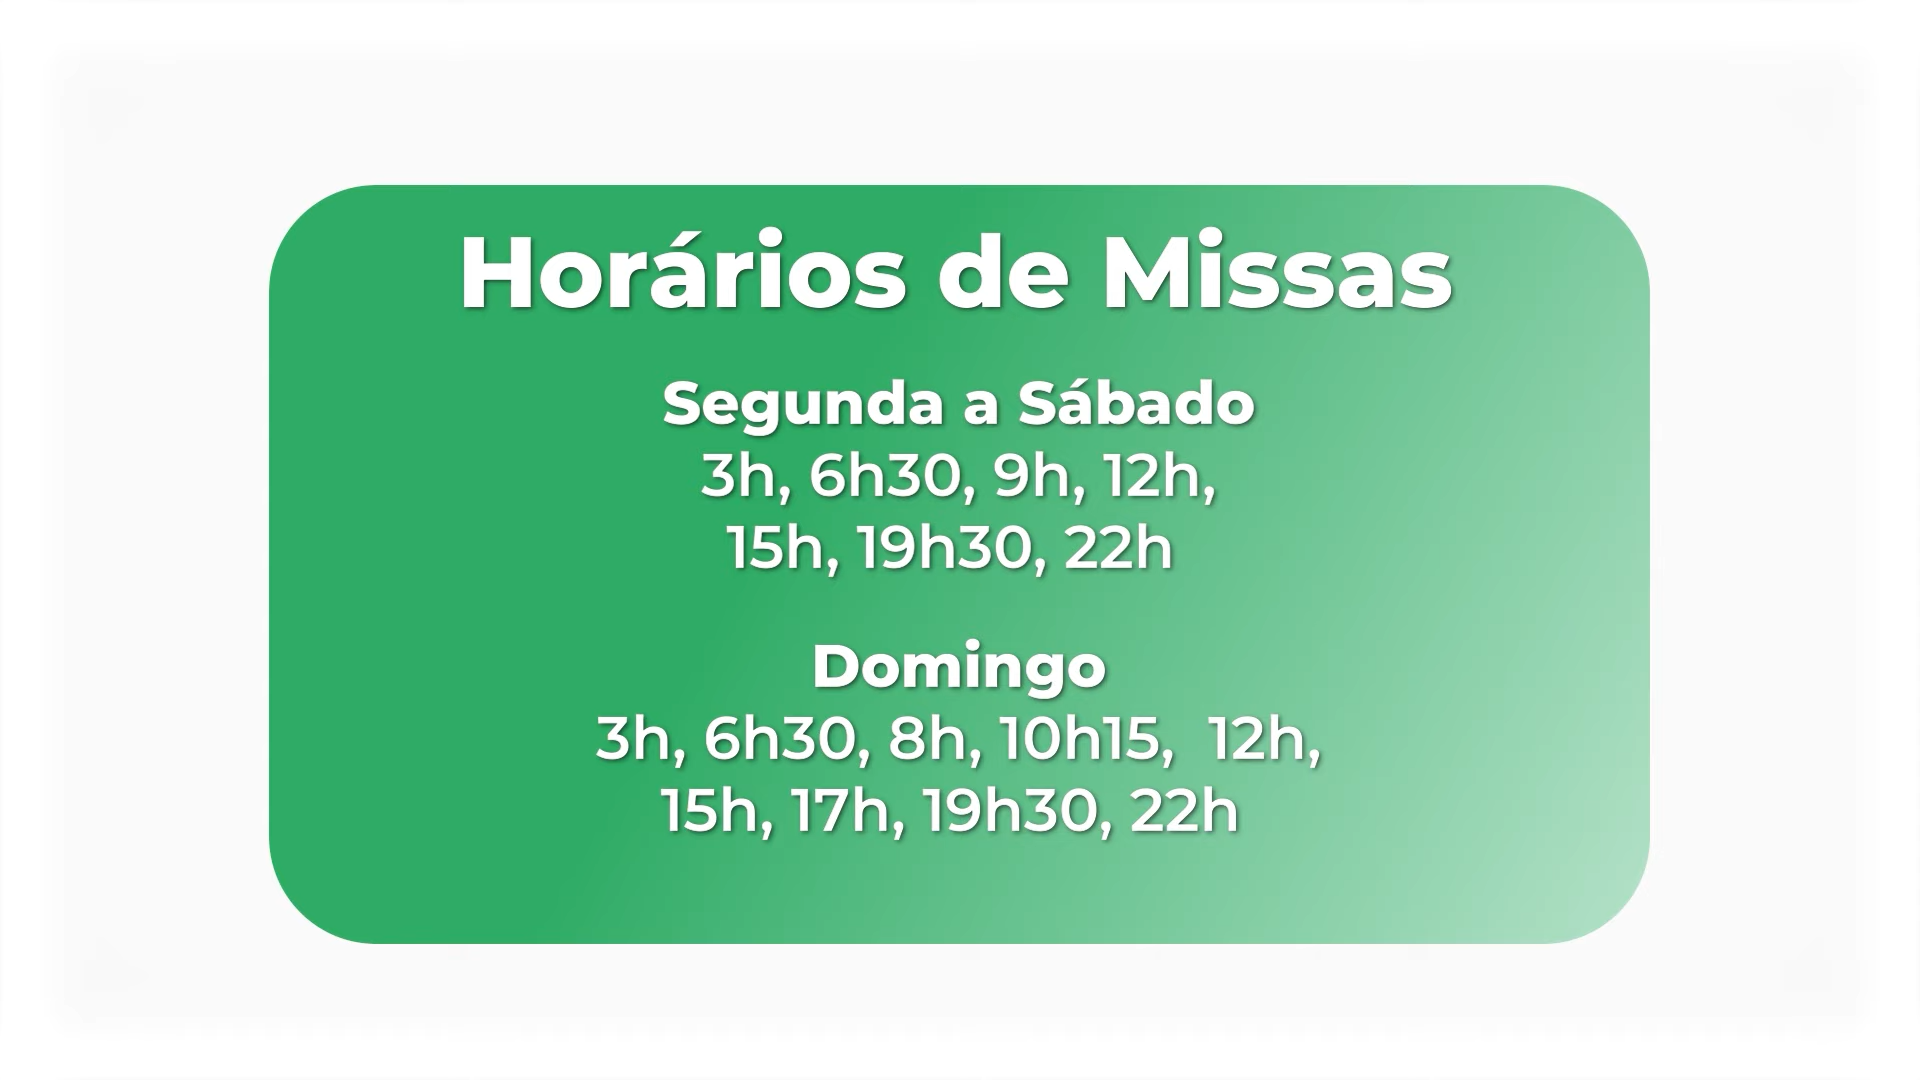 Horários de Missas
Segunda a Sábado
3h, 6h30, 9h, 12h,
15h, 19h30, 22h
Domingo
3h, 6h30, 8h, 10h15,  12h,
15h, 17h, 19h30, 22h